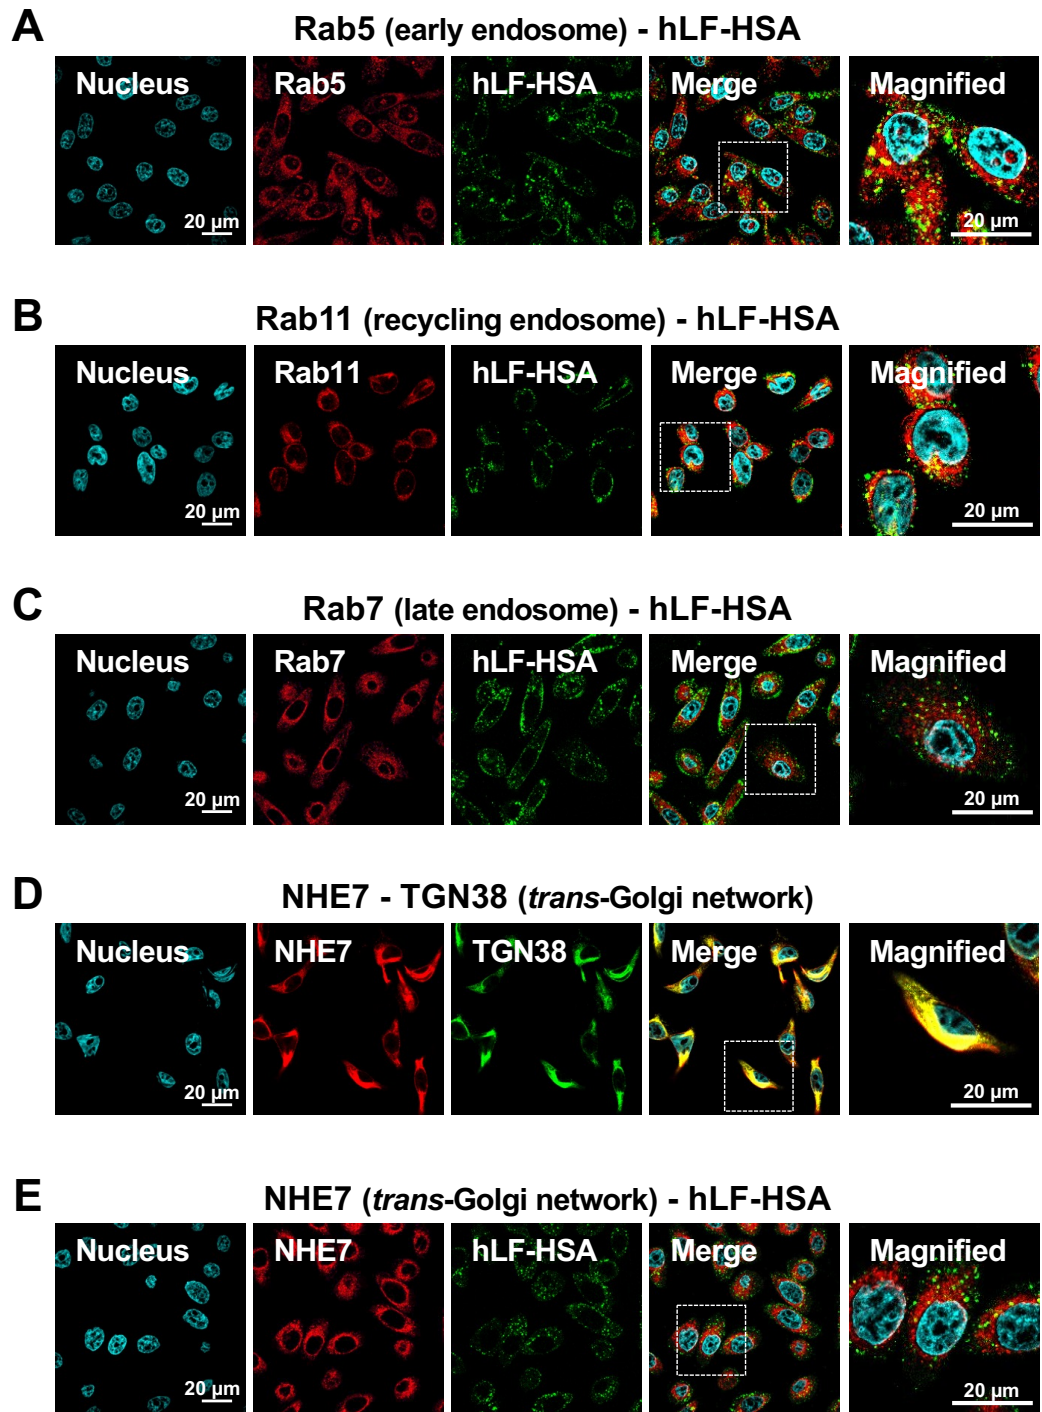 A
Rab5 (early endosome) - hLF-HSA
Nucleus Rab5 hLF-HSA Merge Magnified
20 µm 20 µm
B
Rab11 (recycling endosome) - hLF-HSA
Nucleus Rab11 hLF-HSA Merge Magnified
20 µm 20 µm
C
Rab7 (late endosome) - hLF-HSA
Nucleus Rab7 hLF-HSA Merge Magnified
20 µm 20 µm
D
NHE7 - TGN38 (trans-Golgi network)
Nucleus NHE7 TGN38 Merge Magnified
20 µm 20 µm
E
NHE7 (trans-Golgi network) - hLF-HSA
Nucleus NHE7 hLF-HSA Merge Magnified
20 µm 20 µm